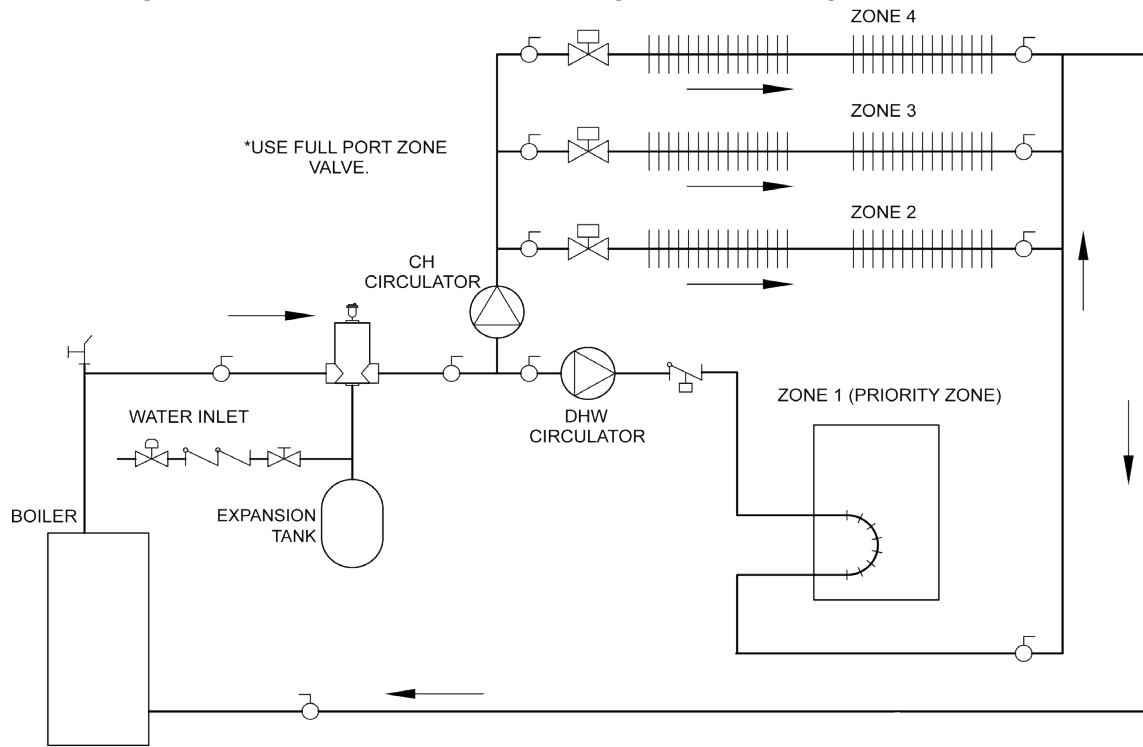 ZONE 4
ZONE 3
*USE FULL PORT ZONE
VALVE.
ZONE 2
CH
CIRCULATOR
ZONE 1 (PRIORITY ZONE)
WATER INLET
DHW
CIRCULATOR
BOILER
EXPANSION
TANK